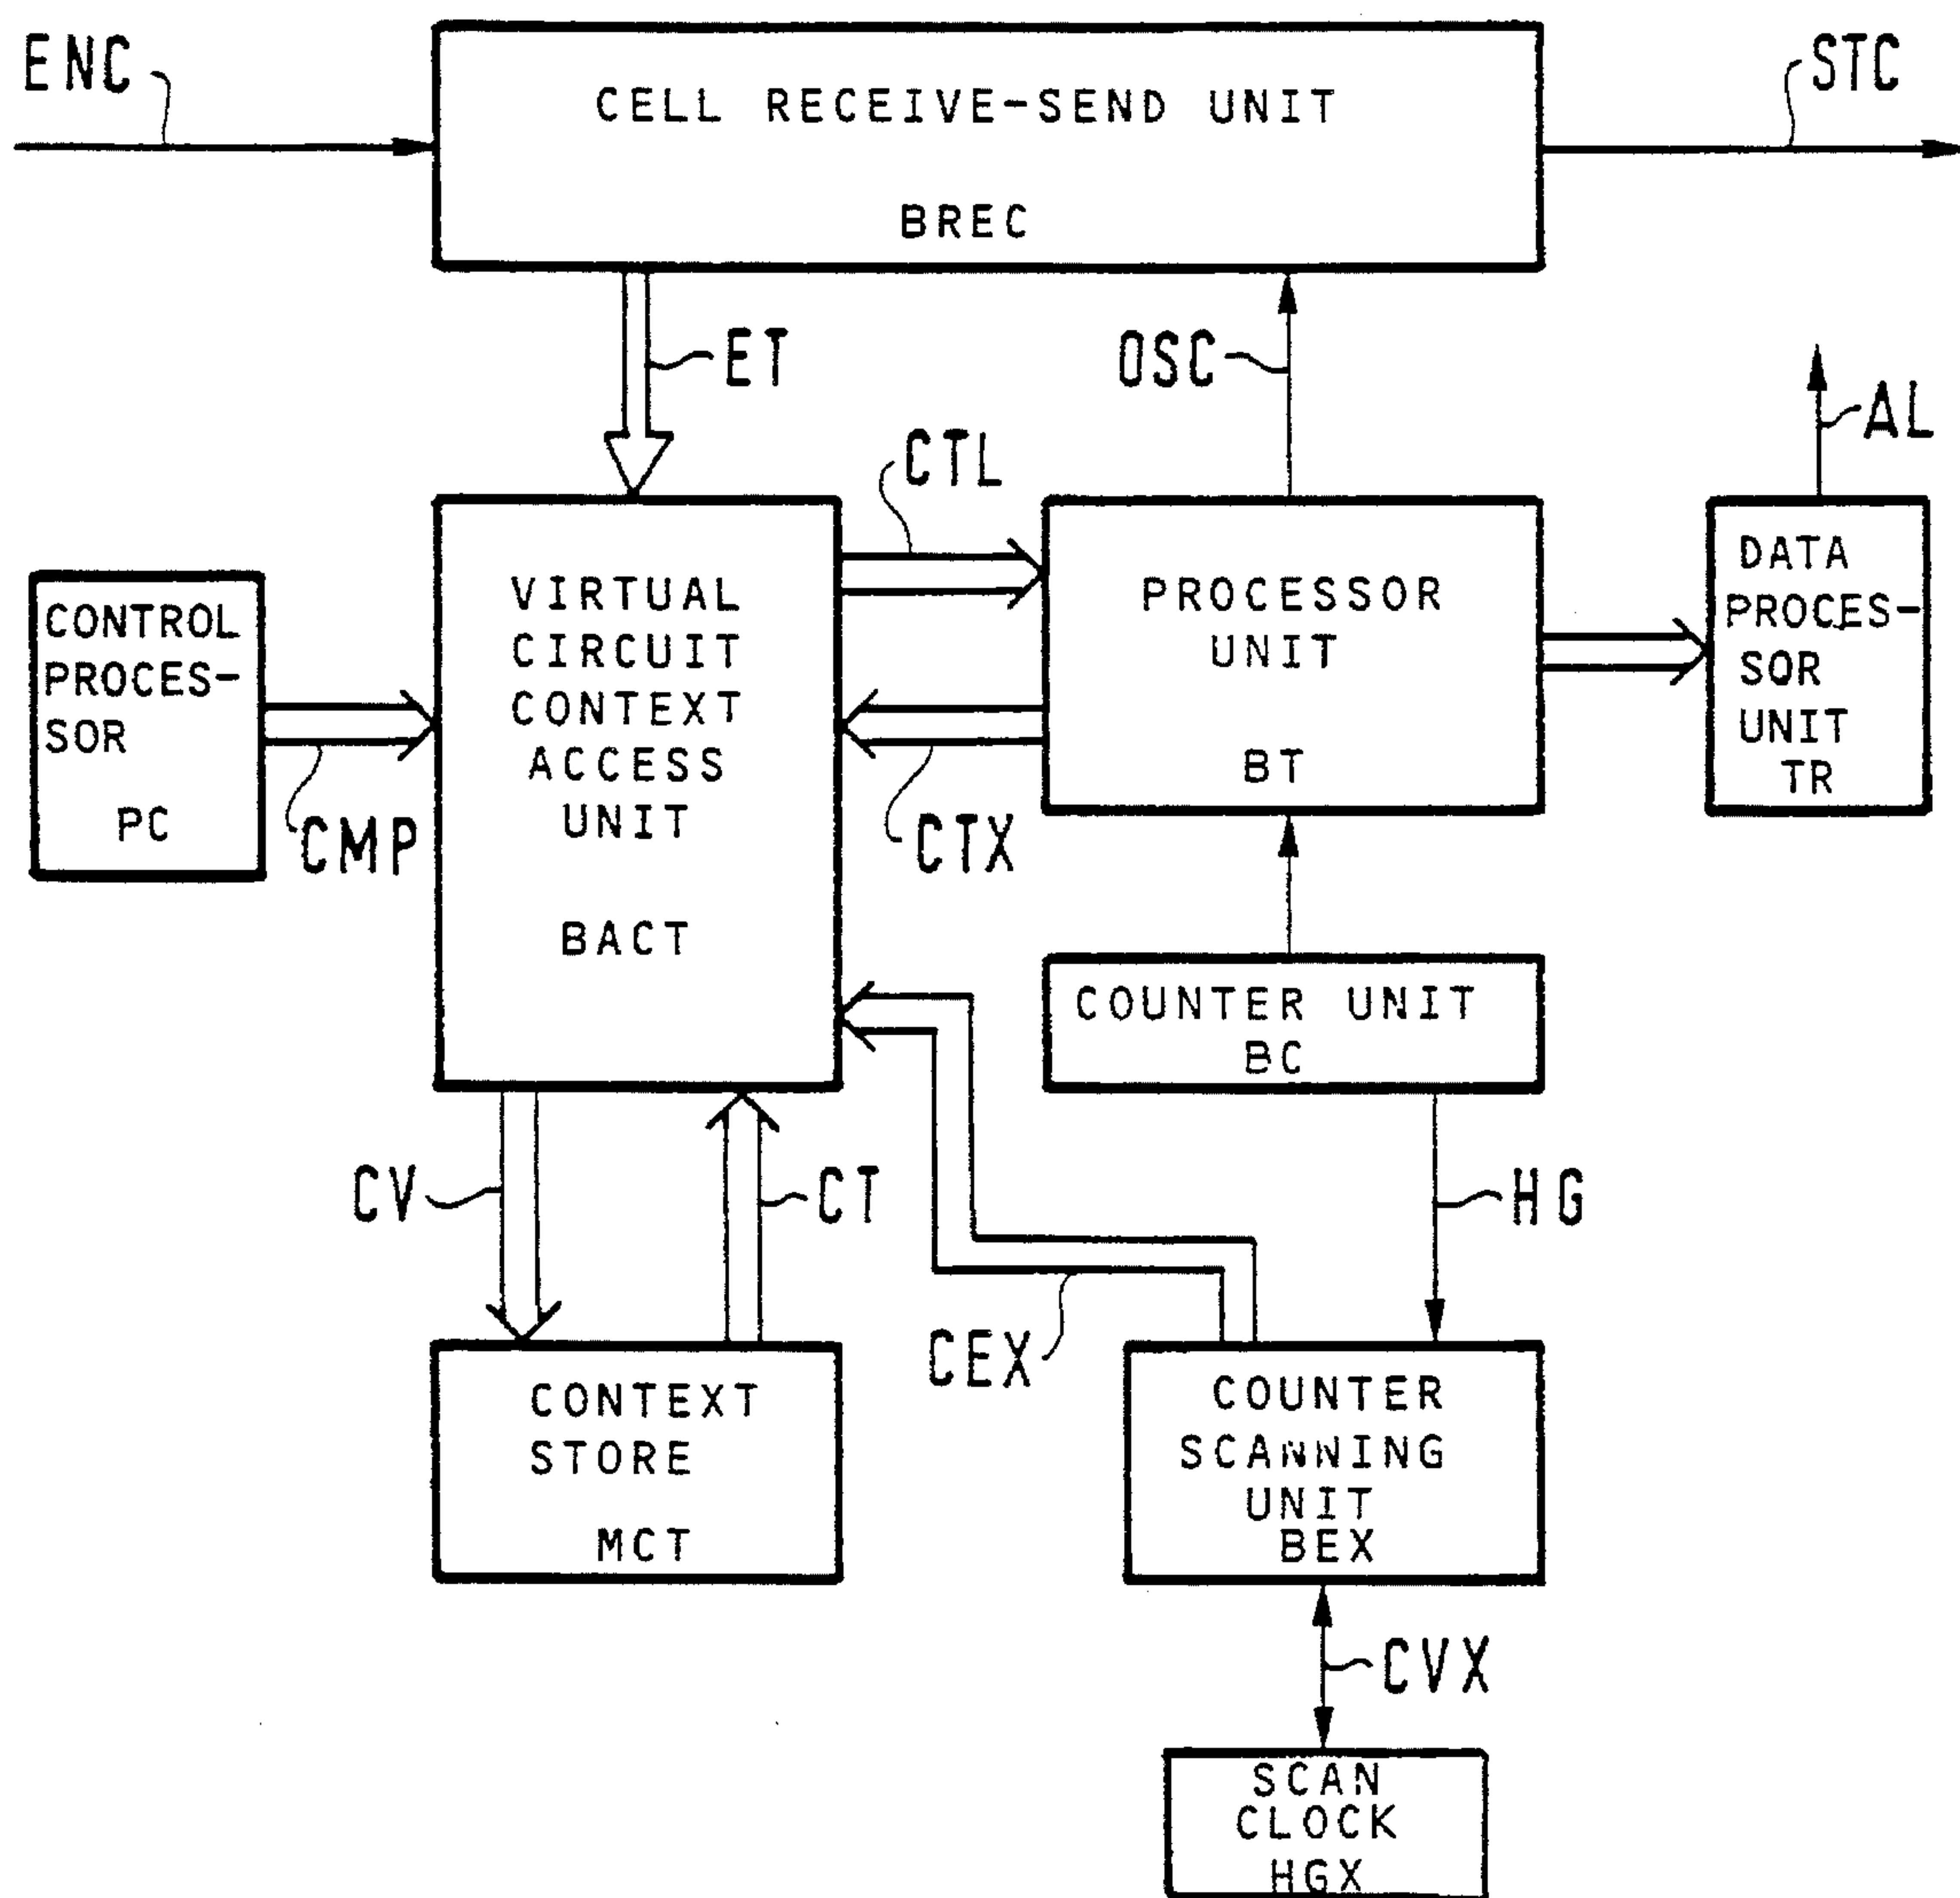 ENC
STC
CELL RECEIVE-SEND UNIT
BREC
ET
OSC
AL
CTL
CONTROL
PROCES-
SOR
PC
CMP
VIRTUAL
CIRCUIT
CONTEXT
ACCESS
UNIT
BACT
PROCESSOR
UNIT
BT
CTX
DATA
PROCES-
SOR
UNIT
TR
COUNTER UNIT
BC
CV
CT
HG
CEX
CONTEXT
STORE
MCT
COUNTER
SCANNING
UNIT
BEX
CVX
SCAN
CLOCK
HGX